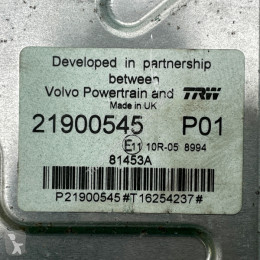 Developed in partnership
between
Volvo Powertrain and TRW
Made in UK
21900545 P01
E11 10R-05 8994
81453A
P21900545#T16254237#